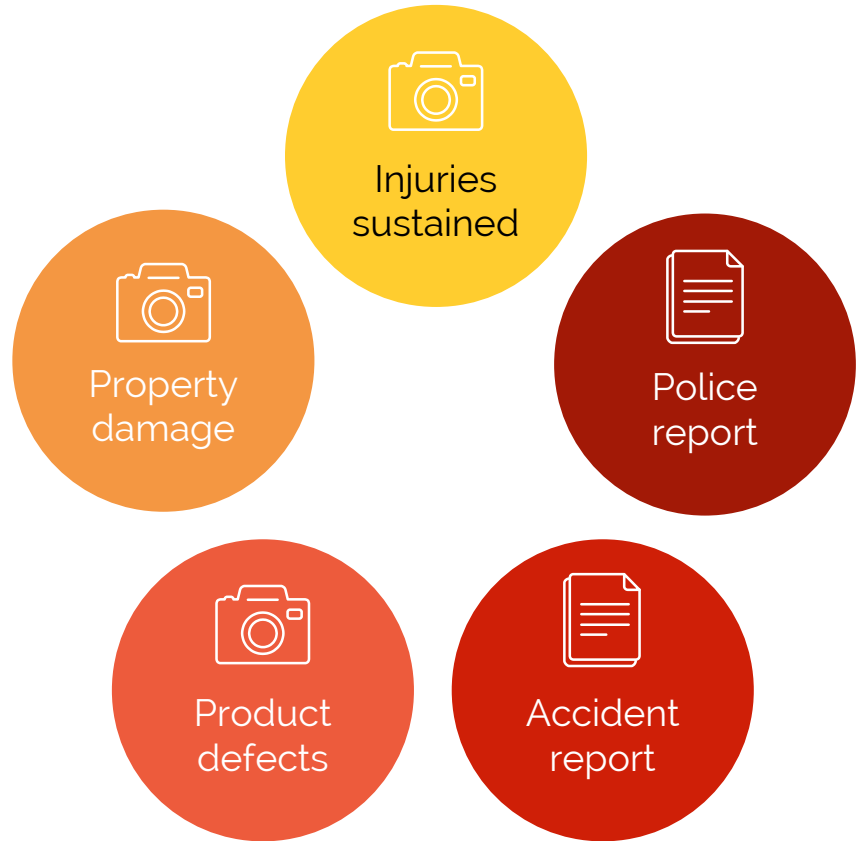 Injuries
sustained
Property
damage
Police
report
Product
defects
Accident
report